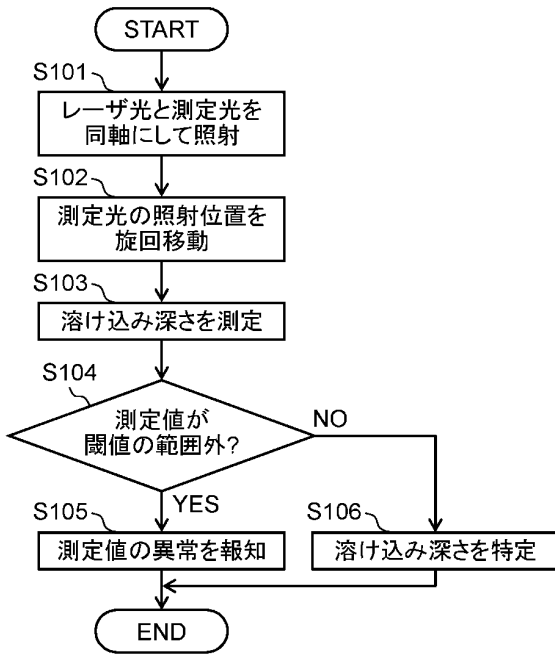 START
S101
レーザ光と測定光を
同軸にして照射
S102
測定光の照射位置を
旋回移動
S103
溶け込み深さを測定
S104
測定値が
閾値の範囲外?
NO
YES
S105
測定値の異常を報知
S106
溶け込み深さを特定
END